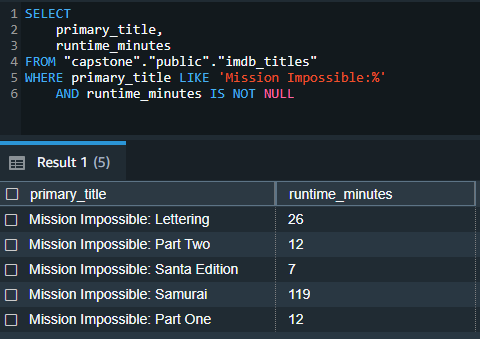 1 SELECT
2 primary_title,
3 runtime_minutes
4 FROM "capstone"."public"."imdb_titles"
5 WHERE primary_title LIKE 'Mission Impossible:%'
6 AND runtime_minutes IS NOT NULL
Result 1 (5)
primary_title runtime_minutes
Mission Impossible: Lettering 26
Mission Impossible: Part Two 12
Mission Impossible: Santa Edition 7
Mission Impossible: Samurai 119
Mission Impossible: Part One 12